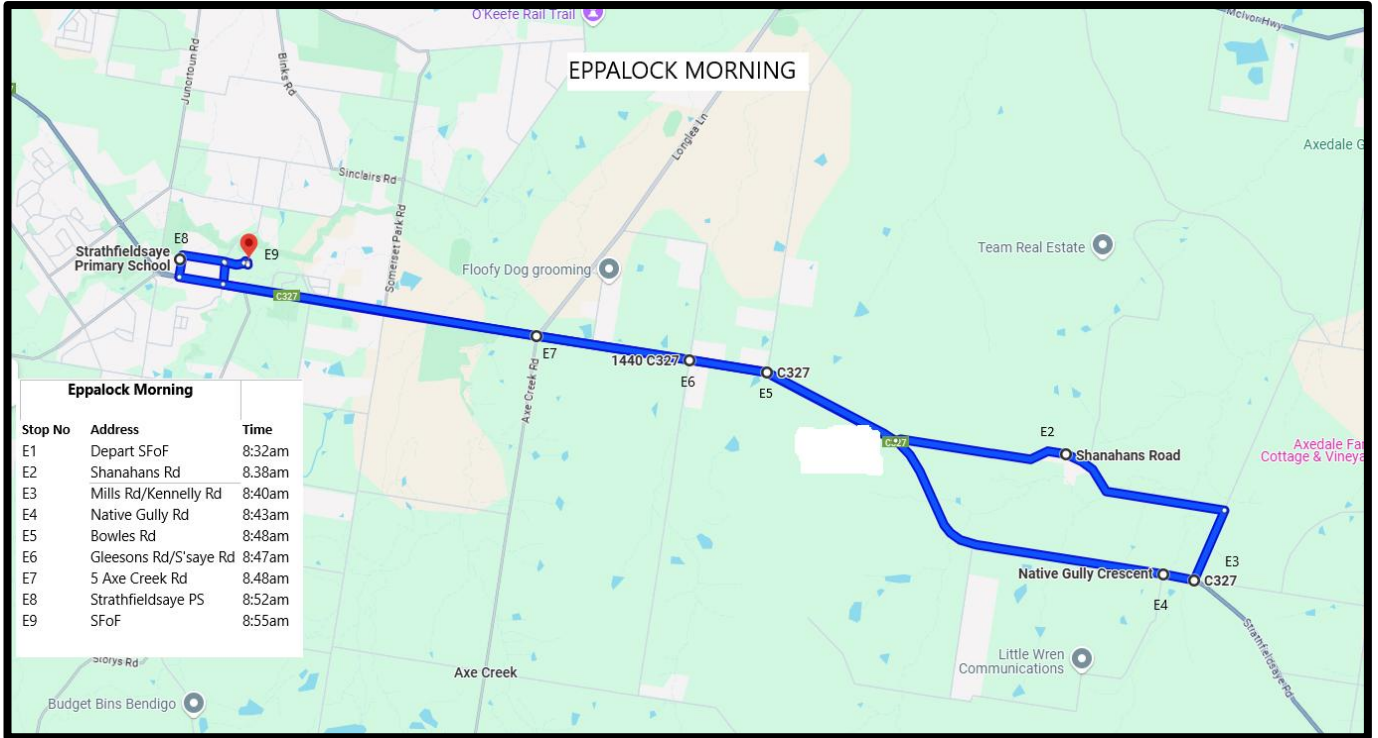 O'Keefe Rail Trail
McIvor Hwy
EPPALOCK MORNING
Junortoun Rd
Binks Rd
Longlea Ln
Axedale G
Sinclairs Rd
Somerset Park Rd
E8
Strathfieldsaye
Primary School
E9
Team Real Estate
Floofy Dog grooming
C327
E7
1440 C327
E6
C327
E5
Axe Creek Rd
Eppalock Morning
Stop No Address Time
E1 Depart SFoF 8:32am
E2 Shanahans Rd 8.38am
E3 Mills Rd/Kennelly Rd 8:40am
E4 Native Gully Rd 8:43am
E5 Bowles Rd 8:48am
E6 Gleesons Rd/S'saye Rd 8:47am
E7 5 Axe Creek Rd 8.48am
E8 Strathfieldsaye PS 8:52am
E9 SFoF 8:55am
E2
C327
Shanahans Road
Axedale Far
Cottage & Vineya
E3
Native Gully Crescent
C327
E4
Strathfieldsaye Rd
Little Wren
Communications
Storys Rd
Axe Creek
Budget Bins Bendigo